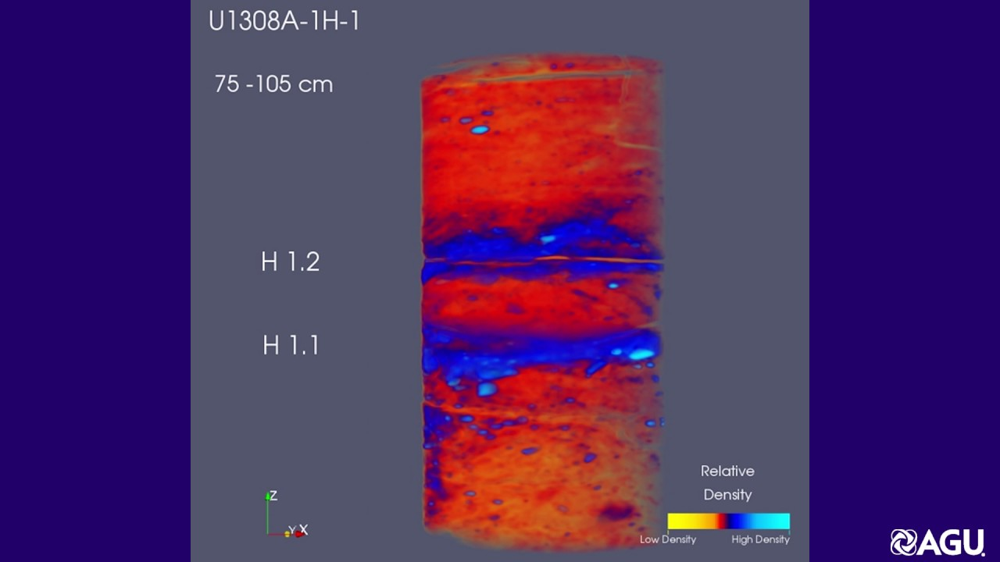 U1308A-1H-1
75 -105 cm
H 1.2
H 1.1
Relative
Density
Low Density High Density
Z
Y X
AGU